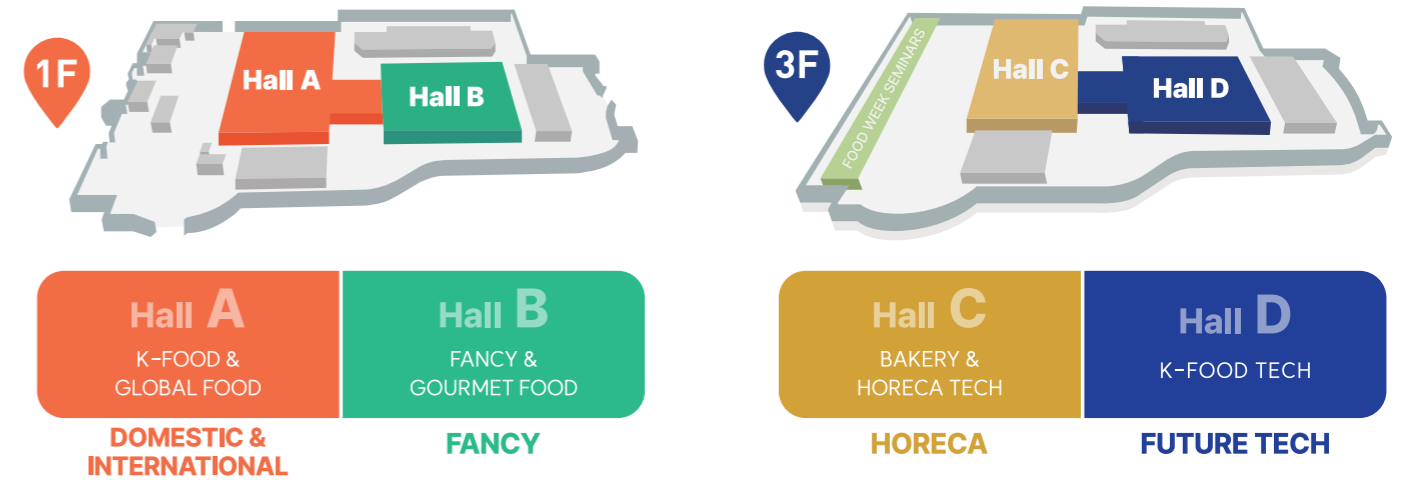 1F
Hall A
Hall B
3F
FOOD WEEK SEMINARS
Hall C
Hall D
Hall A
K-FOOD &
GLOBAL FOOD
DOMESTIC &
INTERNATIONAL
Hall B
FANCY &
GOURMET FOOD
FANCY
Hall C
BAKERY &
HORECA TECH
HORECA
Hall D
K-FOOD TECH
FUTURE TECH